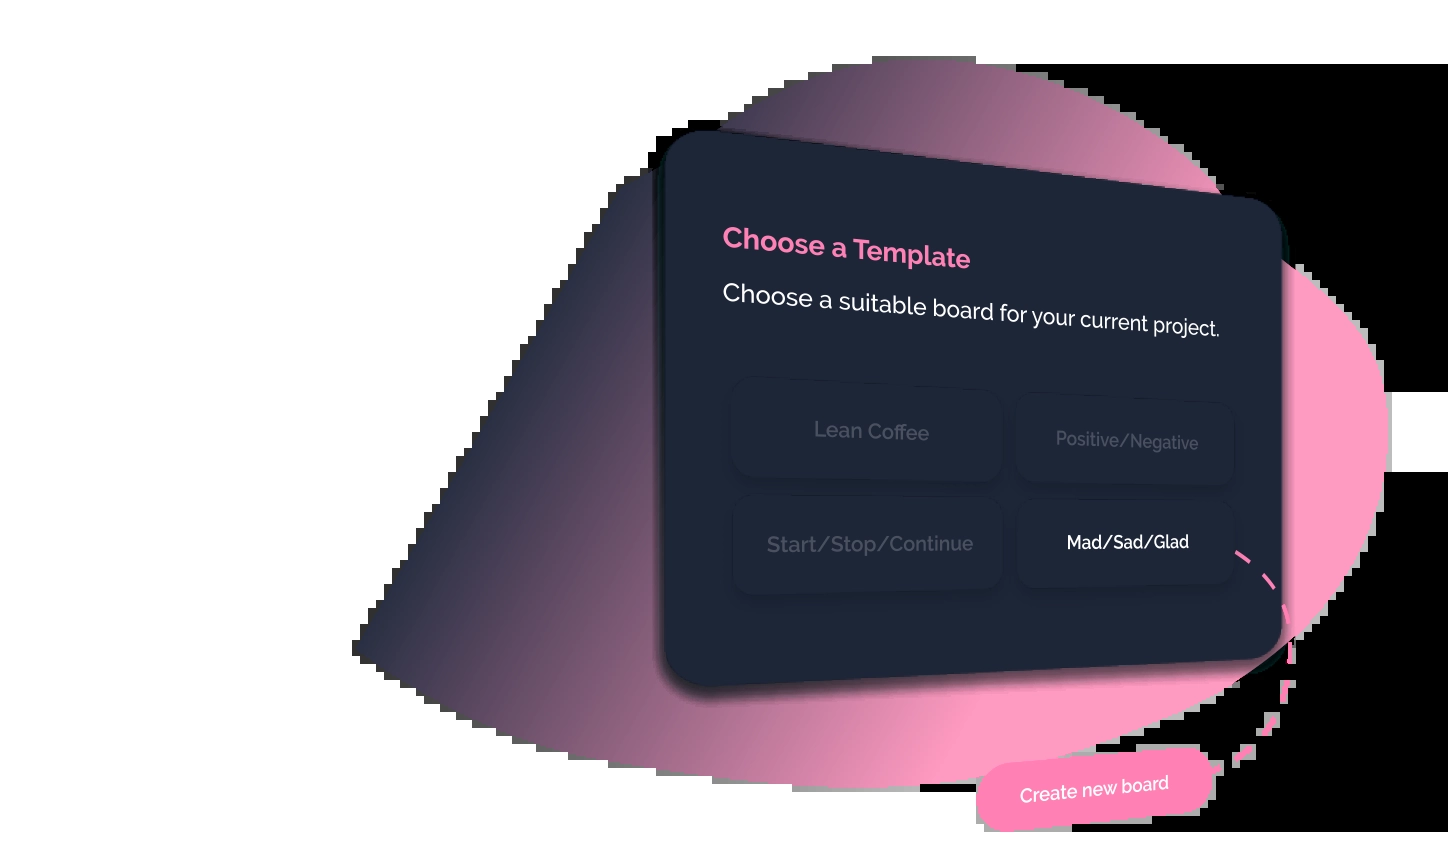 Choose a Template
Choose a suitable board for your current project.
Lean Coffee
Positive/Negative
Start/Stop/Continue
Mad/Sad/Glad
Create new board